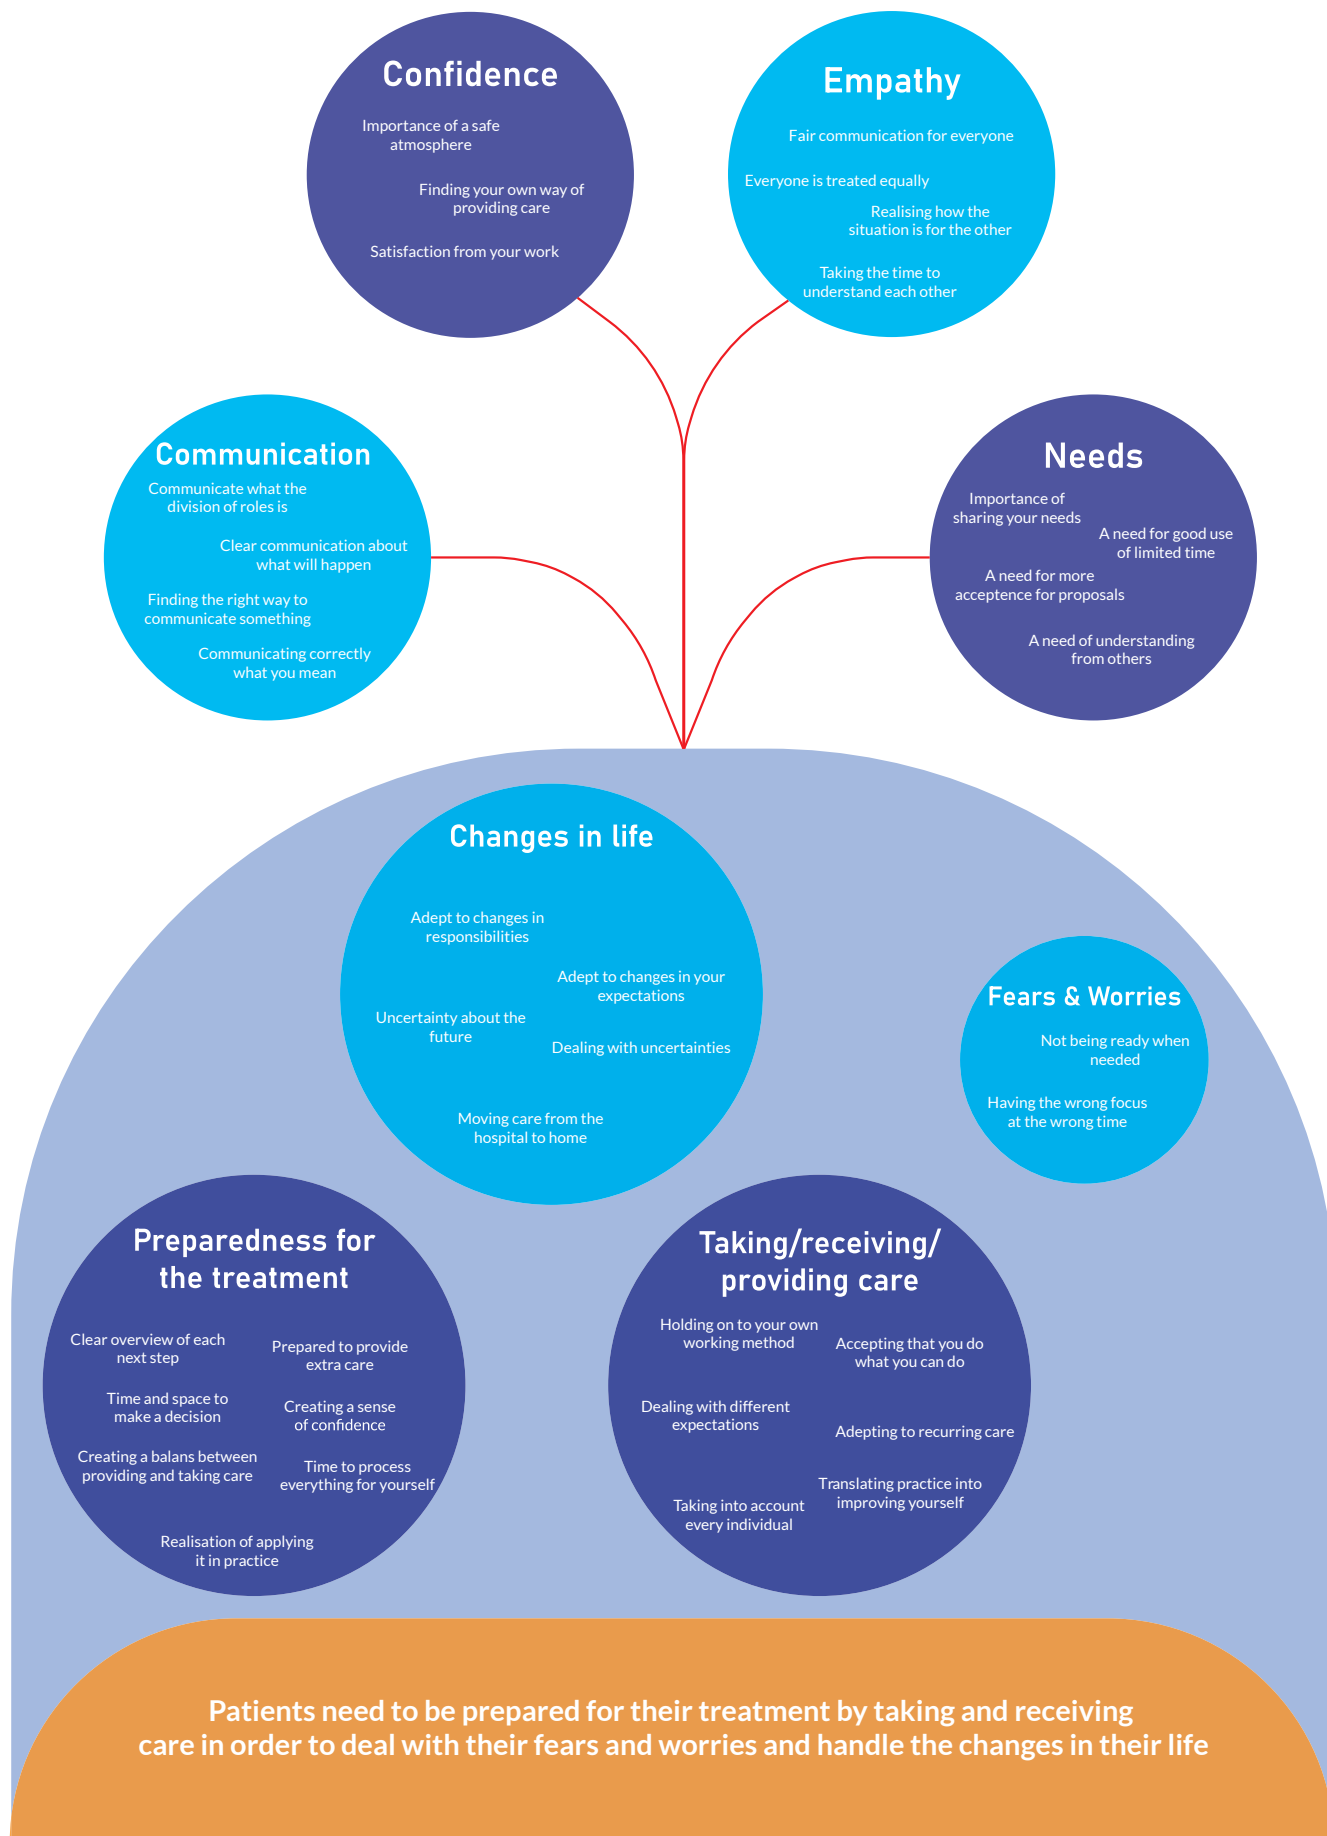 Confidence
Importance of a safe
atmosphere
Finding your own way of
providing care
Satisfaction from your work
Empathy
Fair communication for everyone
Everyone is treated equally
Realising how the
situation is for the other
Taking the time to
understand each other
Communication
Communicate what the
division of roles is
Clear communication about
what will happen
Finding the right way to
communicate something
Communicating correctly
what you mean
Needs
Importance of
sharing your needs
A need for good use
of limited time
A need for more
acceptence for proposals
A need of understanding
from others
Changes in life
Adept to changes in
responsibilities
Adept to changes in your
expectations
Uncertainty about the
future
Dealing with uncertainties
Moving care from the
hospital to home
Fears & Worries
Not being ready when
needed
Having the wrong focus
at the wrong time
Preparedness for
the treatment
Clear overview of each
next step
Prepared to provide
extra care
Time and space to
make a decision
Creating a sense
of confidence
Creating a balans between
providing and taking care
Time to process
everything for yourself
Realisation of applying
it in practice
Taking/receiving/
providing care
Holding on to your own
working method
Accepting that you do
what you can do
Dealing with different
expectations
Adepting to recurring care
Translating practice into
improving yourself
Taking into account
every individual
Patients need to be prepared for their treatment by taking and receiving
care in order to deal with their fears and worries and handle the changes in their life